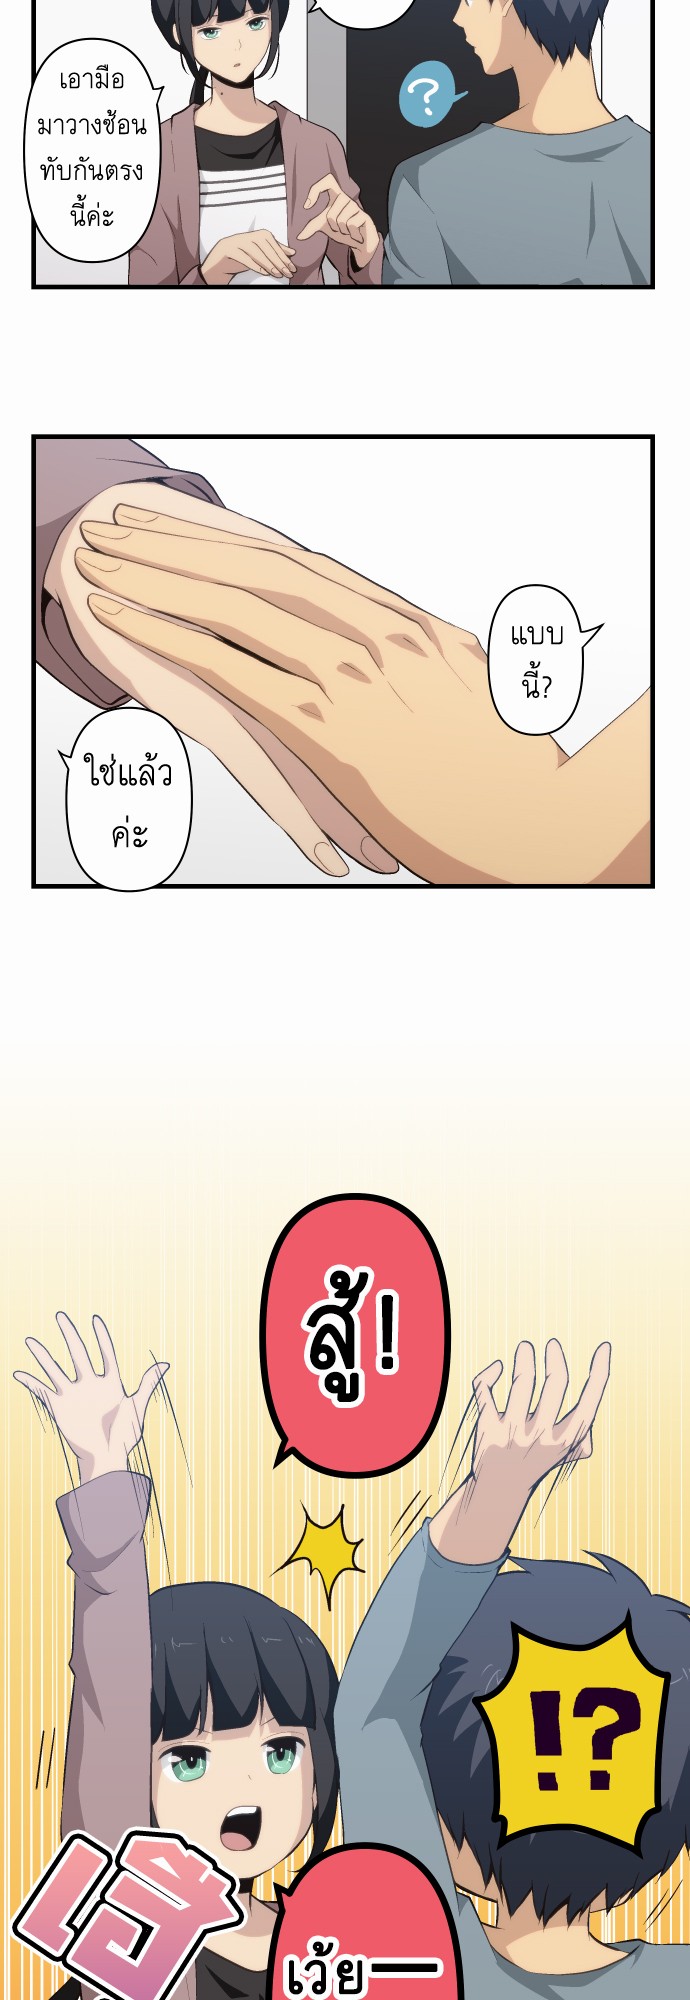 เอามือ
มาวางซ้อน
ทับกันตรง
นี้ค่ะ
?
แบบ
นี้?
ใช่แล้ว
ค่ะ
สู้!
!?
เว้ยー